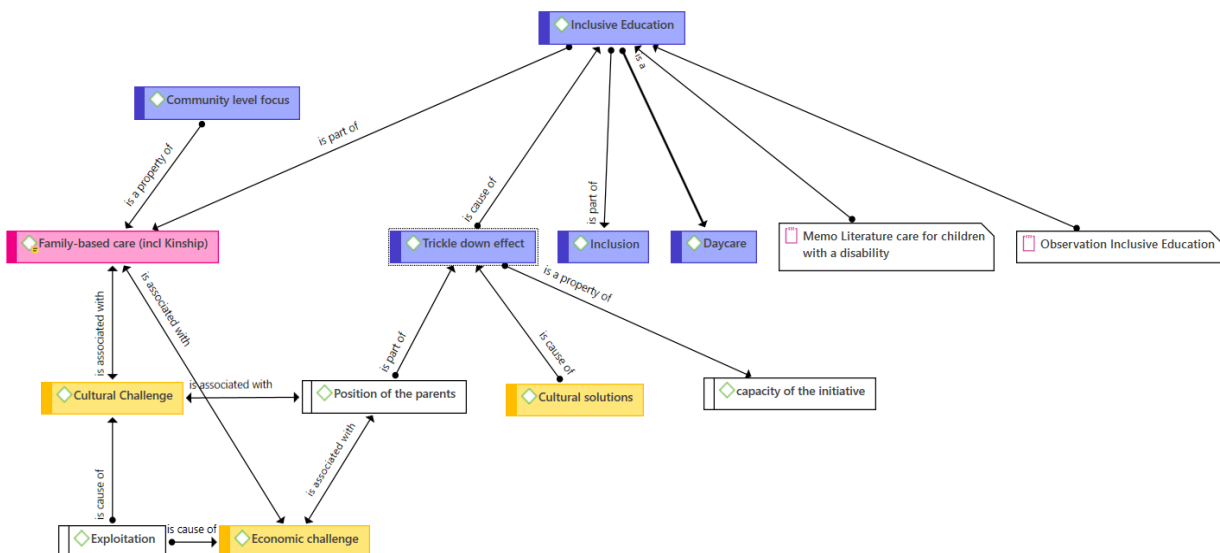 Inclusive Education
is a
Community level focus
is part of
is a property of
is cause of
is part of
Family-based care (incl Kinship)
Trickle down effect
Inclusion
Daycare
Memo Literature care for children
with a disability
Observation Inclusive Education
is a property of
is associated with
is associated with
is part of
is cause of
is associated with
Cultural Challenge
Position of the parents
Cultural solutions
capacity of the initiative
is associated with
is cause of
is cause of
Exploitation
Economic challenge